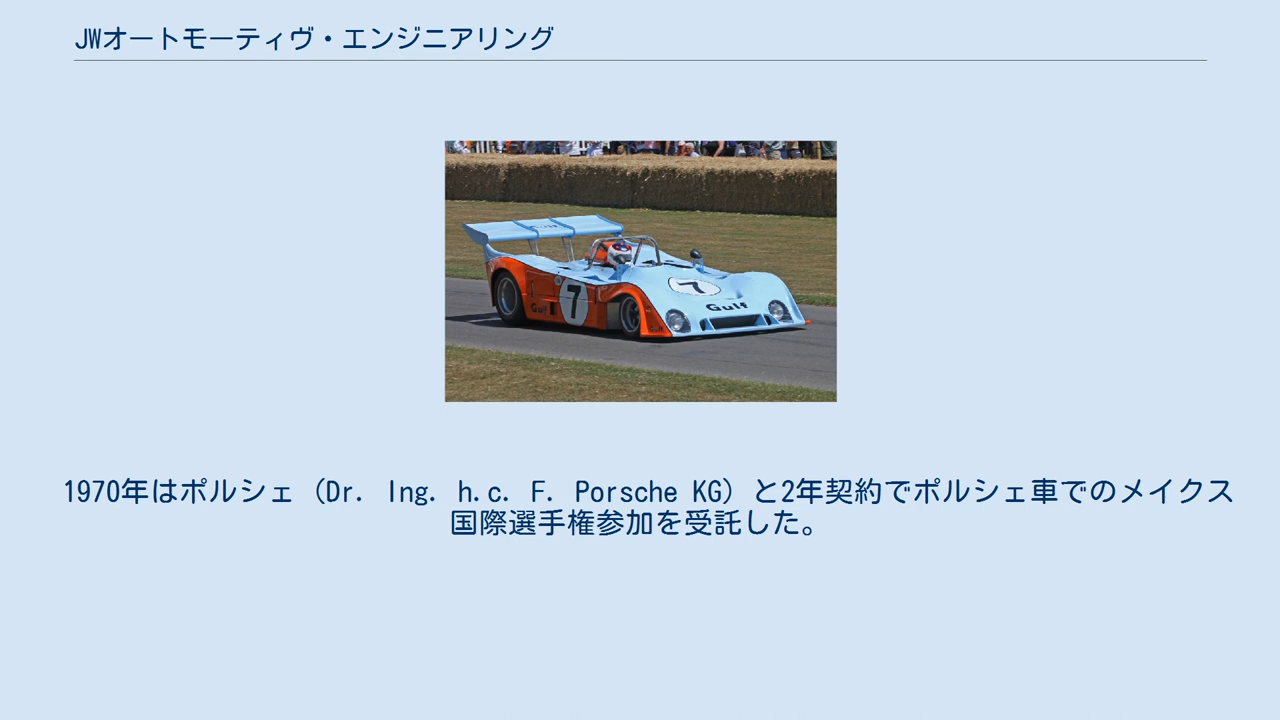 JWオートモーティヴ・エンジニアリング
7
Gulf
7
Gulf
1970年はポルシェ（Dr. Ing. h.c. F. Porsche KG）と2年契約でポルシェ車でのメイクス
国際選手権参加を受託した。